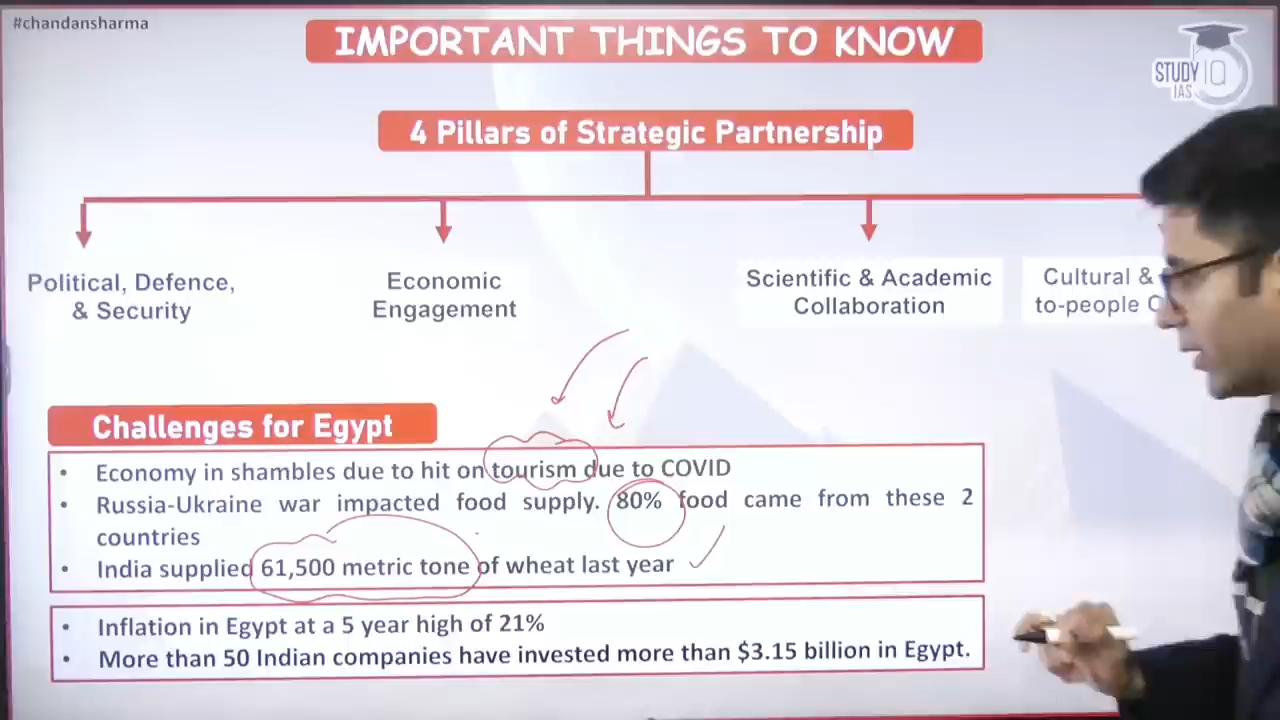 #chandansharma
IMPORTANT THINGS TO KNOW
STUDY IQ
IAS
4 Pillars of Strategic Partnership
Political, Defence,
& Security
Economic
Engagement
Scientific & Academic
Collaboration
Cultural &
to-people
Challenges for Egypt
• Economy in shambles due to hit on tourism due to COVID
• Russia-Ukraine war impacted food supply. 80% food came from these 2
countries
• India supplied 61,500 metric tone of wheat last year
• Inflation in Egypt at a 5 year high of 21%
• More than 50 Indian companies have invested more than $3.15 billion in Egypt.